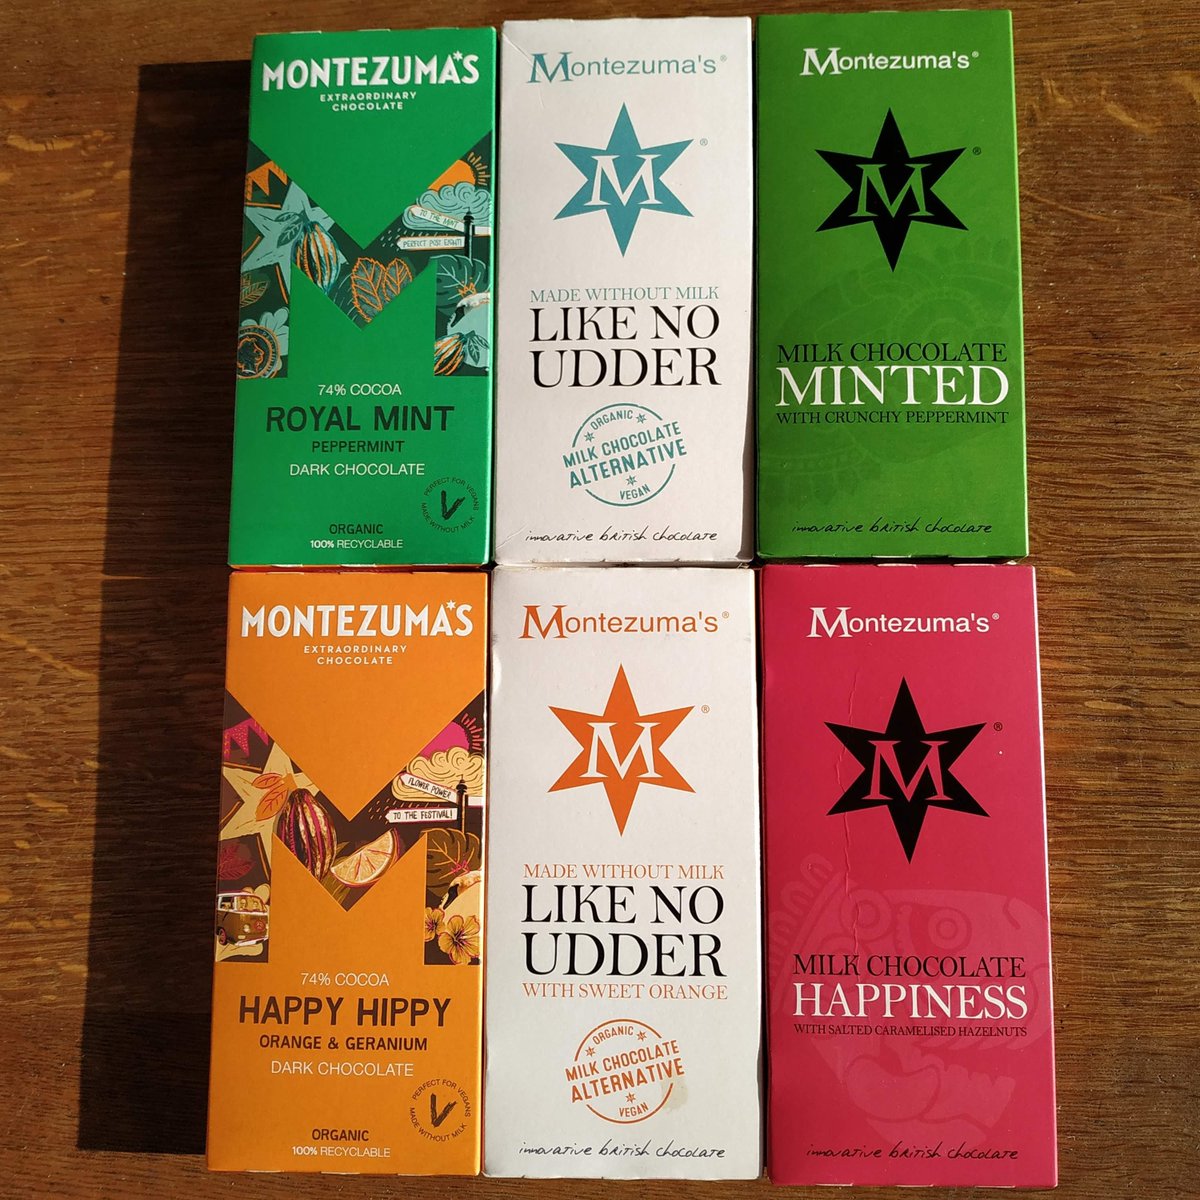 MONTEZUMA'S
EXTRAORDINARY
CHOCOLATE
TO THE MINT
PERFECT POST EIGHT!
74% COCOA
ROYAL MINT
PEPPERMINT
DARK CHOCOLATE
PERFECT FOR VEGANS
MADE WITHOUT MILK
V
ORGANIC
100% RECYCLABLE
Montezuma's®
M®
MADE WITHOUT MILK
LIKE NO
UDDER
ORGANIC
MILK CHOCOLATE
ALTERNATIVE
VEGAN
innovative british chocolate
Montezuma's®
M®
MILK CHOCOLATE
MINTED
WITH CRUNCHY PEPPERMINT
innovative british chocolate
MONTEZUMA'S
EXTRAORDINARY
CHOCOLATE
FLOWER POWER
TO THE FESTIVAL!
74% COCOA
HAPPY HIPPY
ORANGE & GERANIUM
DARK CHOCOLATE
PERFECT FOR VEGANS
MADE WITHOUT MILK
V
ORGANIC
100% RECYCLABLE
Montezuma's®
M®
MADE WITHOUT MILK
LIKE NO
UDDER
WITH SWEET ORANGE
ORGANIC
MILK CHOCOLATE
ALTERNATIVE
VEGAN
innovative british chocolate
Montezuma's®
M®
MILK CHOCOLATE
HAPPINESS
WITH SALTED CARAMELISED HAZELNUTS
innovative british chocolate